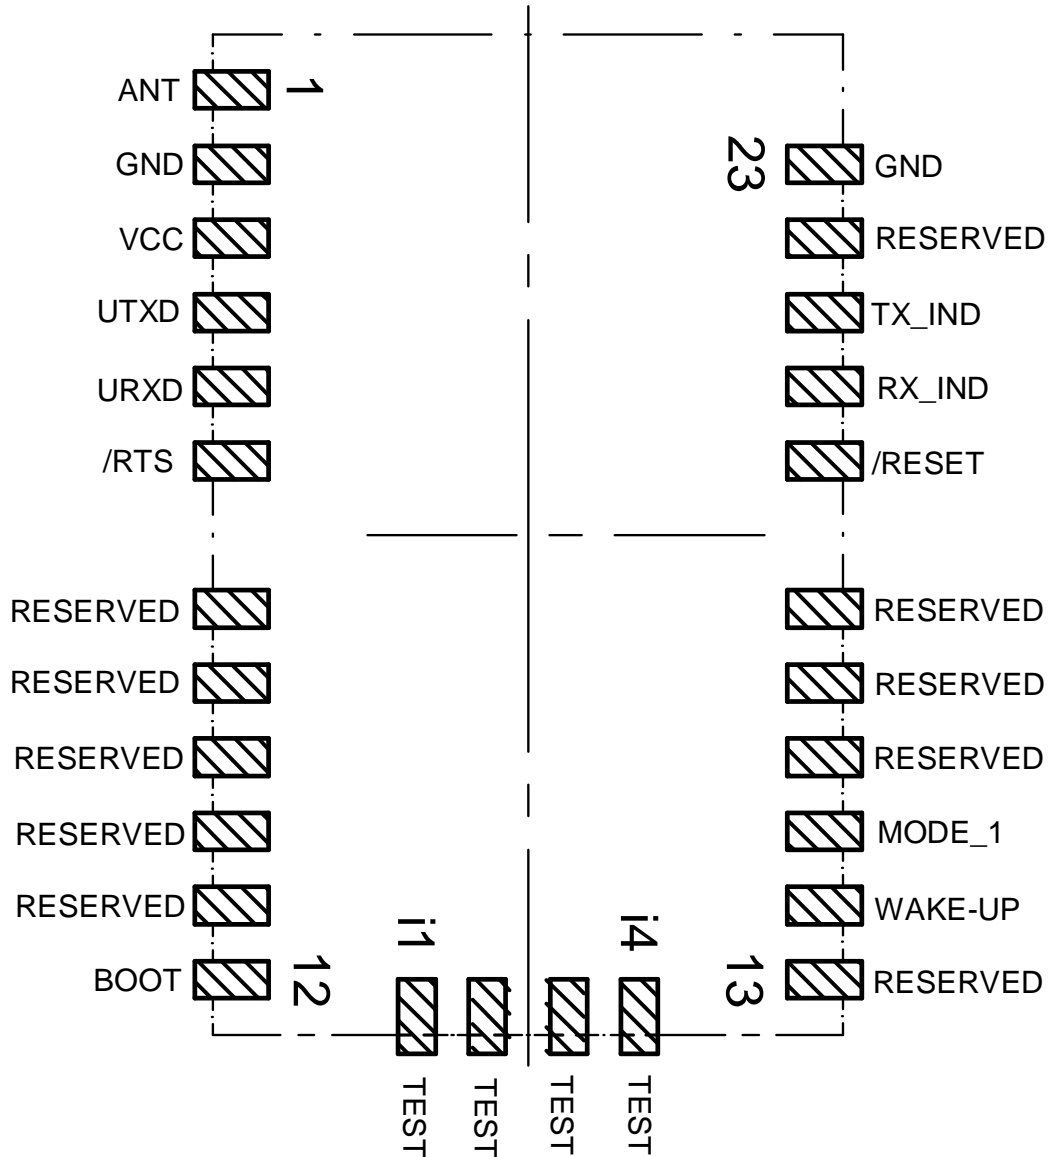 ANT
1
GND
VCC
UTXD
URXD
/RTS
RESERVED
RESERVED
RESERVED
RESERVED
RESERVED
BOOT
12
23
GND
RESERVED
TX_IND
RX_IND
/RESET
RESERVED
RESERVED
RESERVED
MODE_1
WAKE-UP
13
RESERVED
i1
i4
TEST
TEST
TEST
TEST